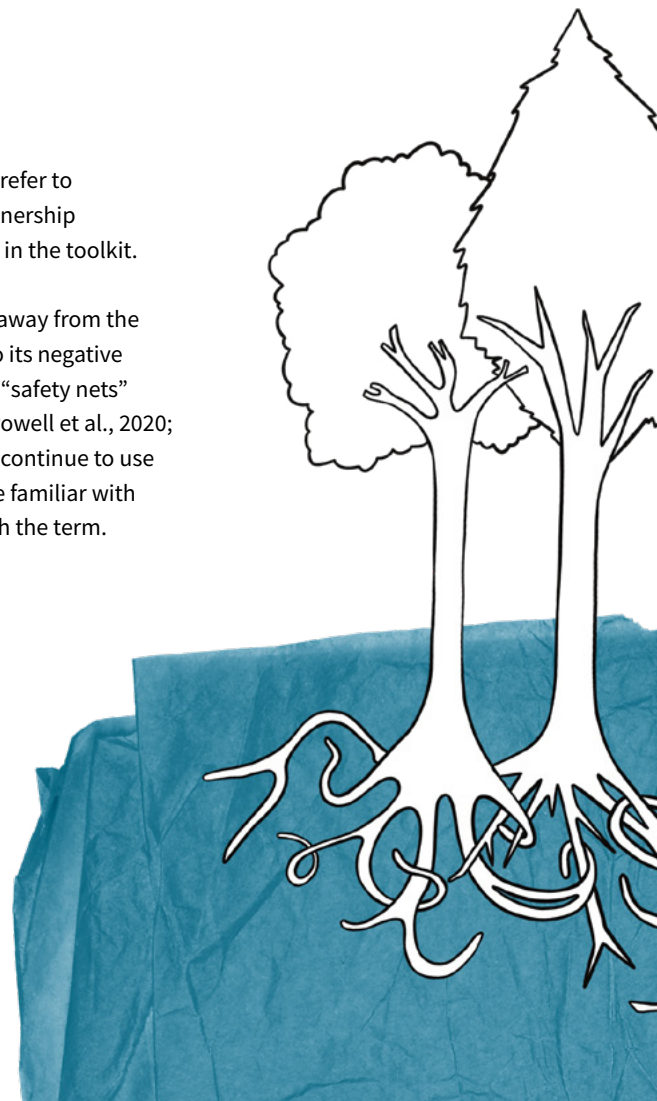 refer to
nership
in the toolkit.
away from the
its negative
“safety nets”
owell et al., 2020;
continue to use
familiar with
the term.